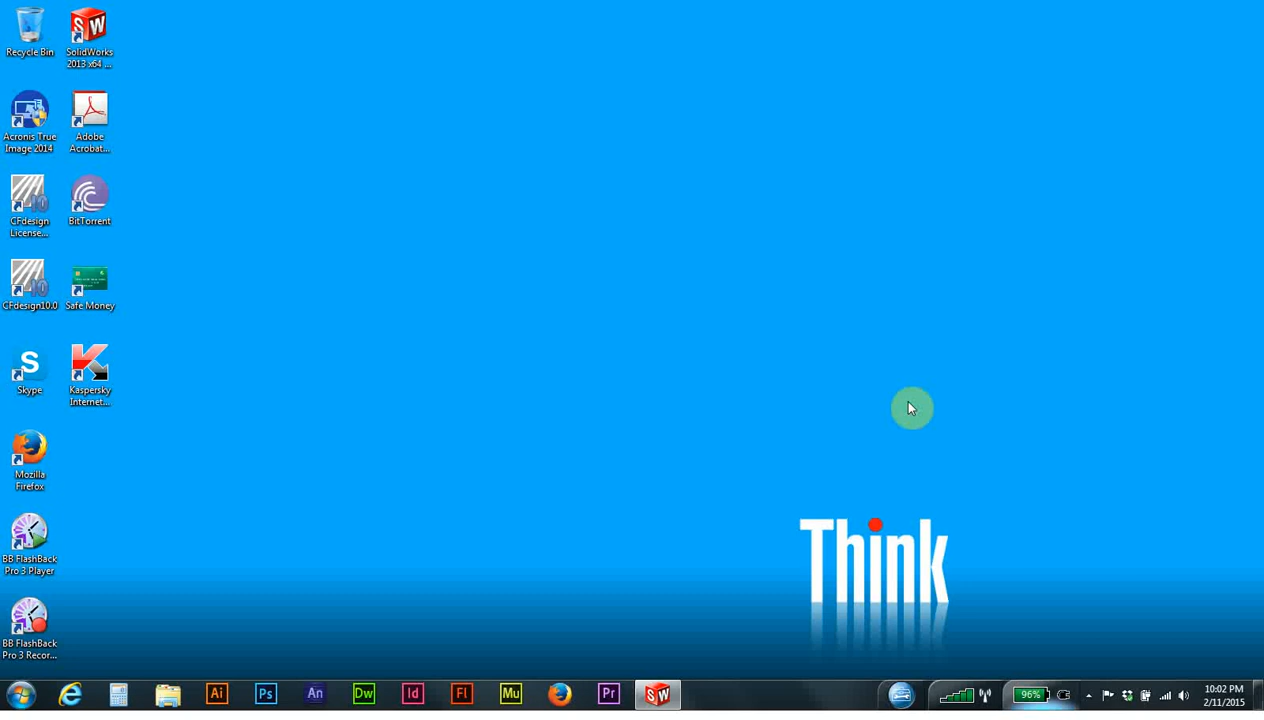 Recycle Bin
SolidWorks
2013 x64 ...
Acronis True
Image 2014
Adobe
Acrobat...
CFdesign
License...
BitTorrent
CFdesign10.0
Safe Money
Skype
Kaspersky
Internet...
Mozilla
Firefox
BB FlashBack
Pro 3 Player
BB FlashBack
Pro 3 Recor...
Think
Ai
Ps
An
Dw
Id
Fl
Mu
Pr
SW
96%
10:02 PM
2/11/2015